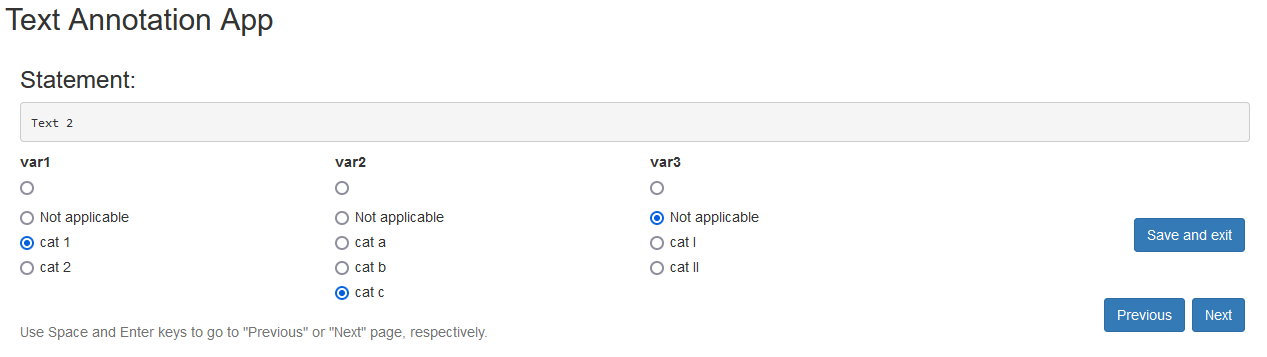 Text Annotation App
Statement:
Text 2
var1 var2 var3
Not applicable Not applicable Not applicable
cat 1 cat a cat I Save and exit
cat 2 cat b cat II
cat c
Use Space and Enter keys to go to "Previous" or "Next" page, respectively. Previous Next